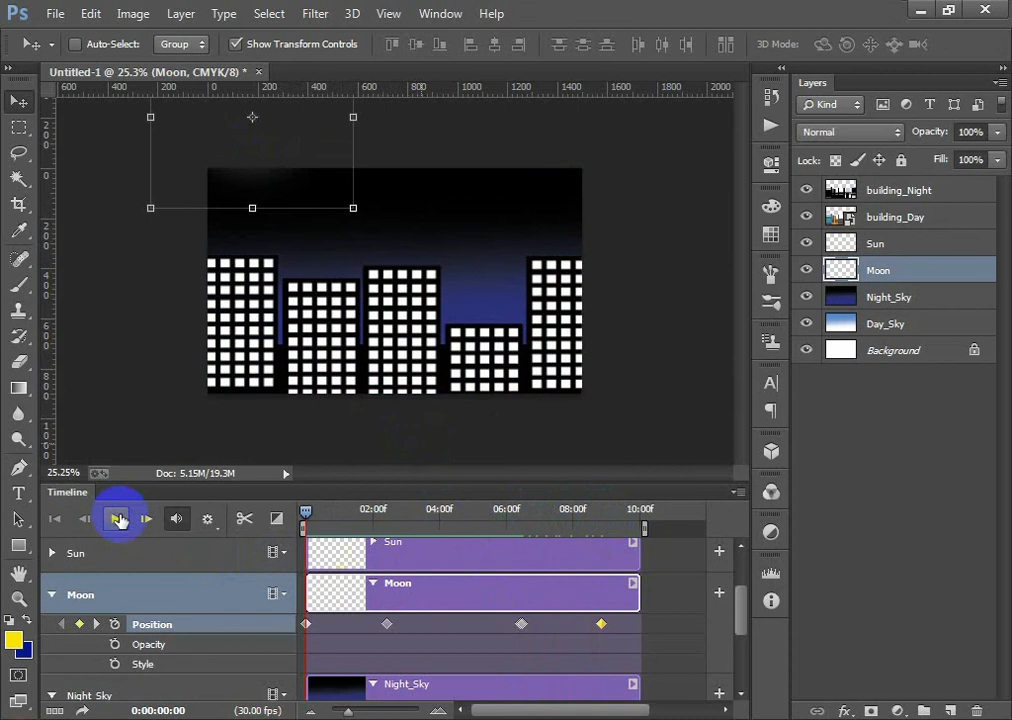 Ps File Edit Image Layer Type Select Filter 3D View Window Help
Auto-Select: Group Show Transform Controls 3D Mode:
Untitled-1 @ 25.3% (Moon, CMYK/8) * ×
600 400 200 0 200 400 600 800 1000 1200 1400 1600 1800 2000
Layers
Kind
Normal Opacity: 100%
Lock: Fill: 100%
building_Night
building_Day
Sun
Moon
Night_Sky
Day_Sky
Background
25.25% Doc: 5.15M/19.3M
Timeline
02:00f 04:00f 06:00f 08:00f 10:00f
Sun Sun
Moon Moon
Position
Opacity
Style
Night_Sky Night_Sky
0:00:00:00 (30.00 fps)